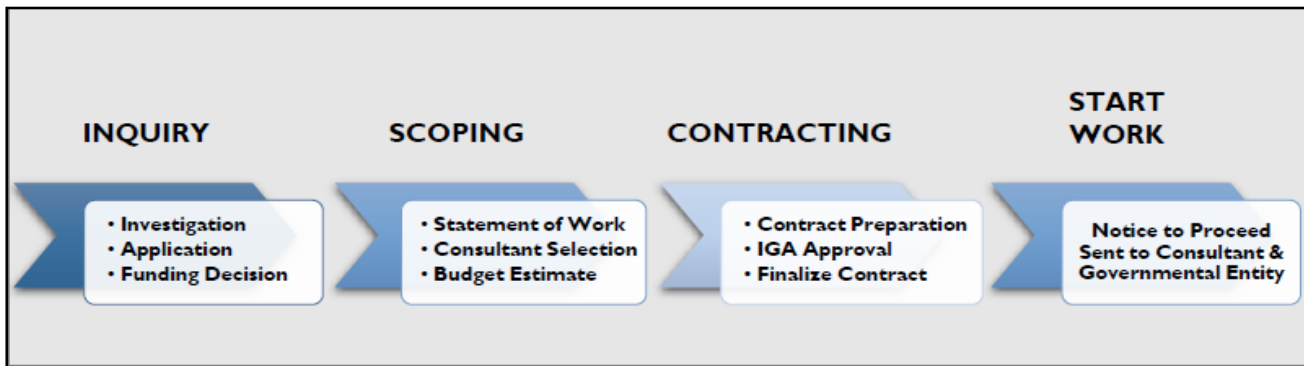 INQUIRY
• Investigation
• Application
• Funding Decision
SCOPING
• Statement of Work
• Consultant Selection
• Budget Estimate
CONTRACTING
• Contract Preparation
• IGA Approval
• Finalize Contract
START
WORK
Notice to Proceed
Sent to Consultant &
Governmental Entity